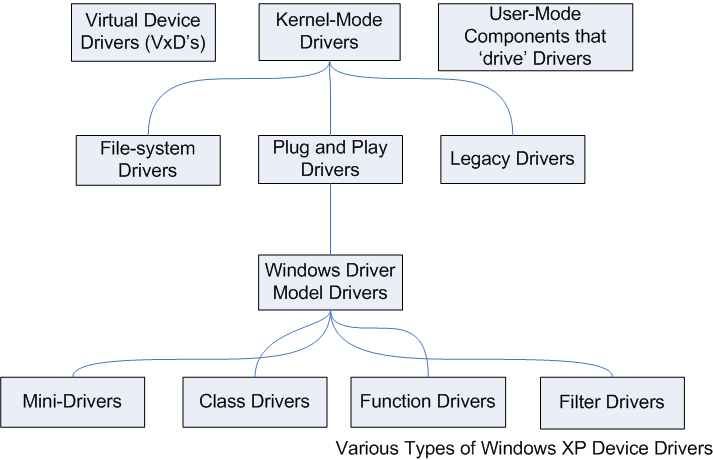 Virtual Device
Drivers (VxD's)
Kernel-Mode
Drivers
User-Mode
Components that
‘drive’ Drivers
File-system
Drivers
Plug and Play
Drivers
Legacy Drivers
Windows Driver
Model Drivers
Mini-Drivers
Class Drivers
Function Drivers
Filter Drivers
Various Types of Windows XP Device Drivers